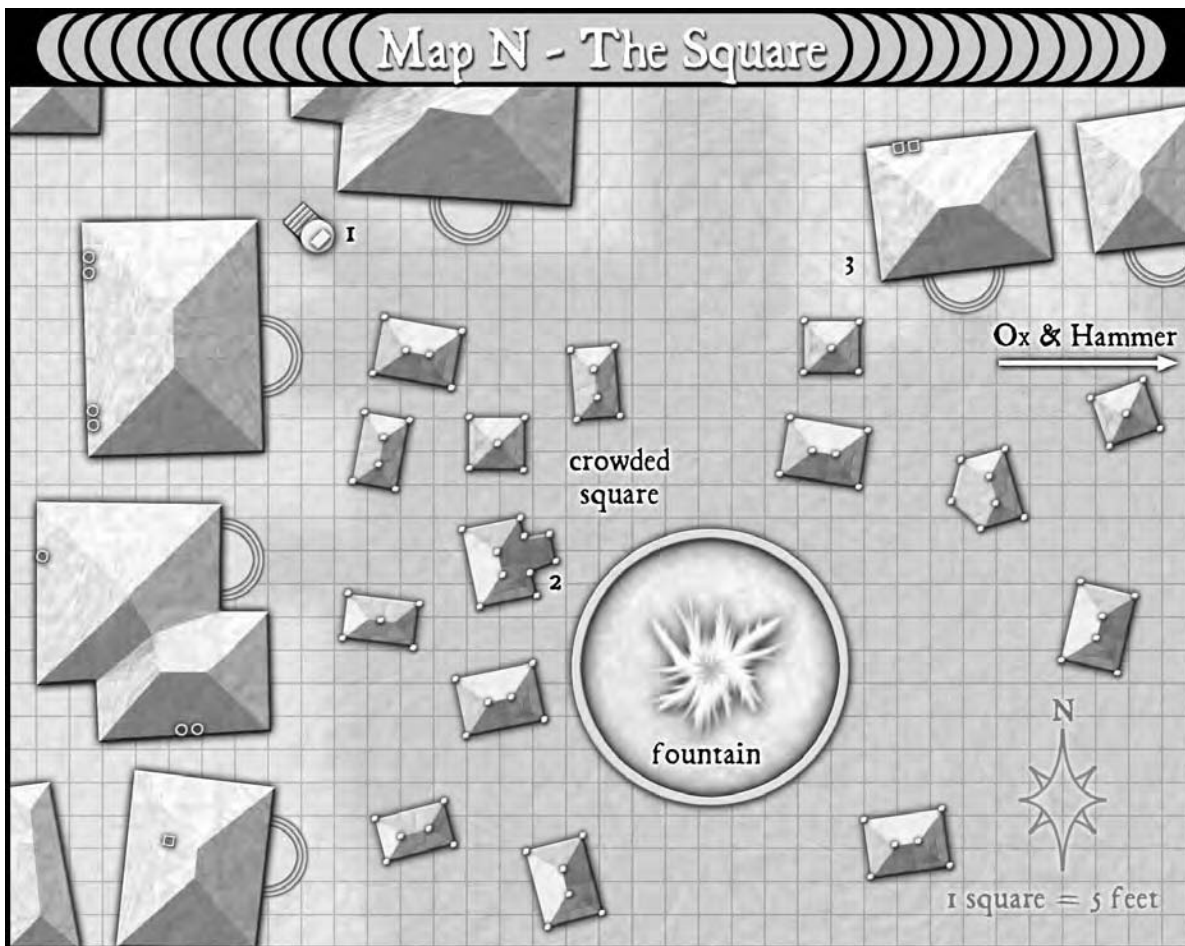 Map N - The Square
1
3
Ox & Hammer
crowded
square
2
fountain
N
1 square = 5 feet